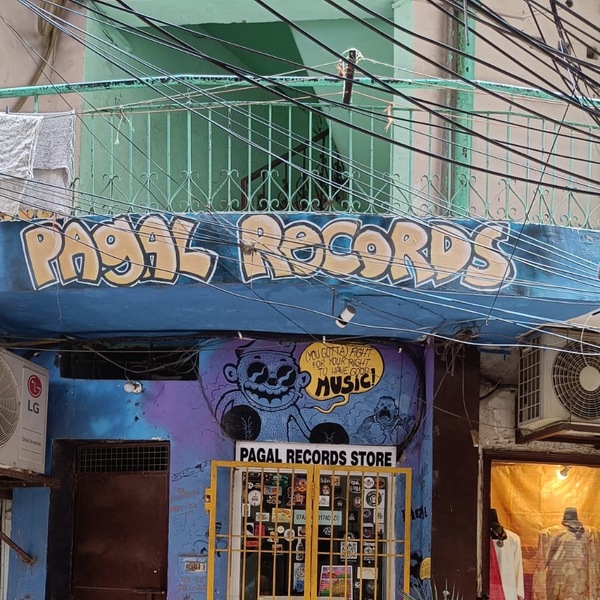 PAgAL RecORDS
(YOU GOTTA) FIGHT
FOR YOUR RIGHT
TO HAVE GOOD
MUSIC!
PAGAL RECORDS STORE
LG